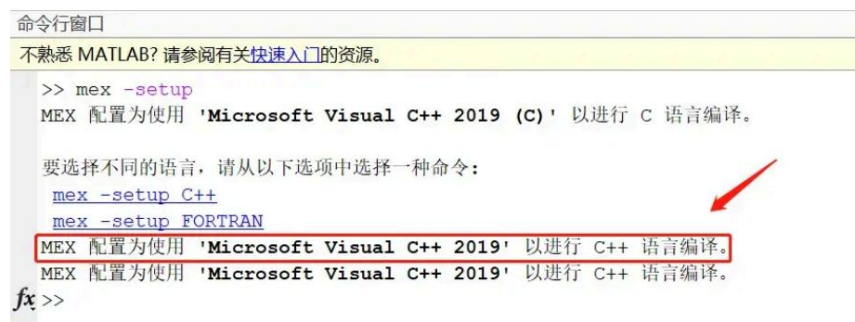 命令行窗口
不熟悉 MATLAB? 请参阅有关快速入门的资源。
>> mex -setup
MEX 配置为使用 'Microsoft Visual C++ 2019 (C)' 以进行 C 语言编译。
要选择不同的语言，请从以下选项中选择一种命令：
mex -setup C++
mex -setup FORTRAN
MEX 配置为使用 'Microsoft Visual C++ 2019' 以进行 C++ 语言编译。
MEX 配置为使用 'Microsoft Visual C++ 2019' 以进行 C++ 语言编译。
fx >>